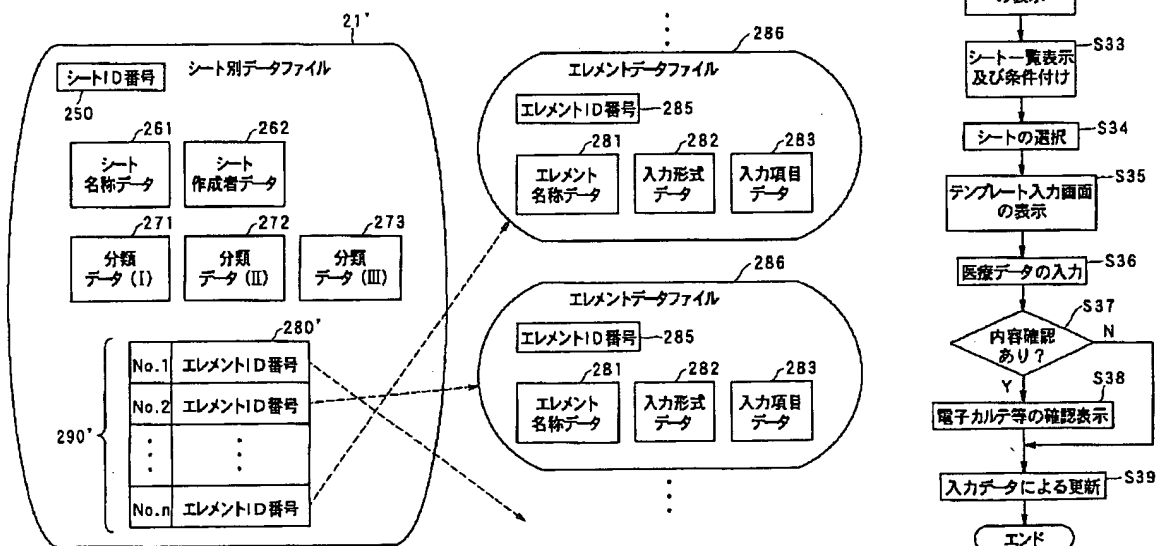 21'
シートID番号
シート別データファイル
250
261
262
シート
名称データ
シート
作成者データ
271
272
273
分類
データ(I)
分類
データ(II)
分類
データ(III)
280'
No.1 エレメントID番号
No.2 エレメントID番号
No.n エレメントID番号
290'
286
エレメントデータファイル
エレメントID番号
285
281
282
283
エレメント
名称データ
入力形式
データ
入力項目
データ
286
エレメントデータファイル
エレメントID番号
285
281
282
283
エレメント
名称データ
入力形式
データ
入力項目
データ
の表示
シート一覧表示
及び条件付け
S33
シートの選択
S34
テンプレート入力画面
の表示
S35
医療データの入力
S36
内容確認
あり?
S37
N
Y
S38
電子カルテ等の確認表示
入力データによる更新
S39
エンド